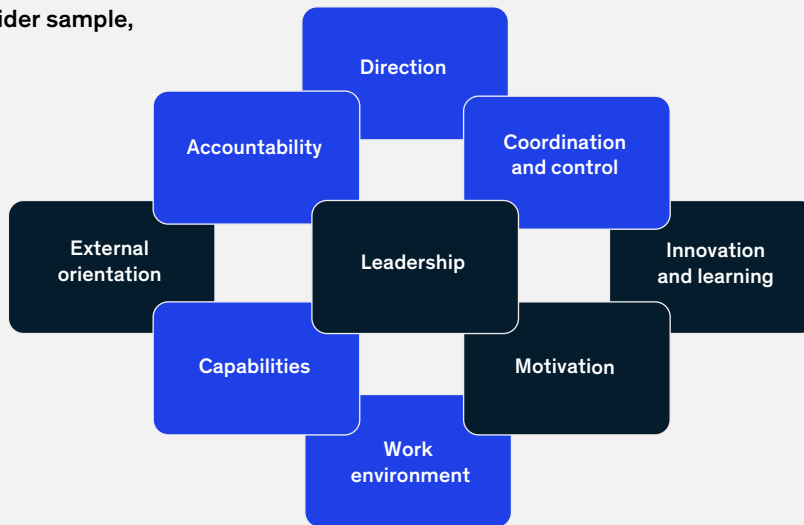 ider sample,
Direction
Accountability
Coordination
and control
External
orientation
Leadership
Innovation
and learning
Capabilities
Motivation
Work
environment